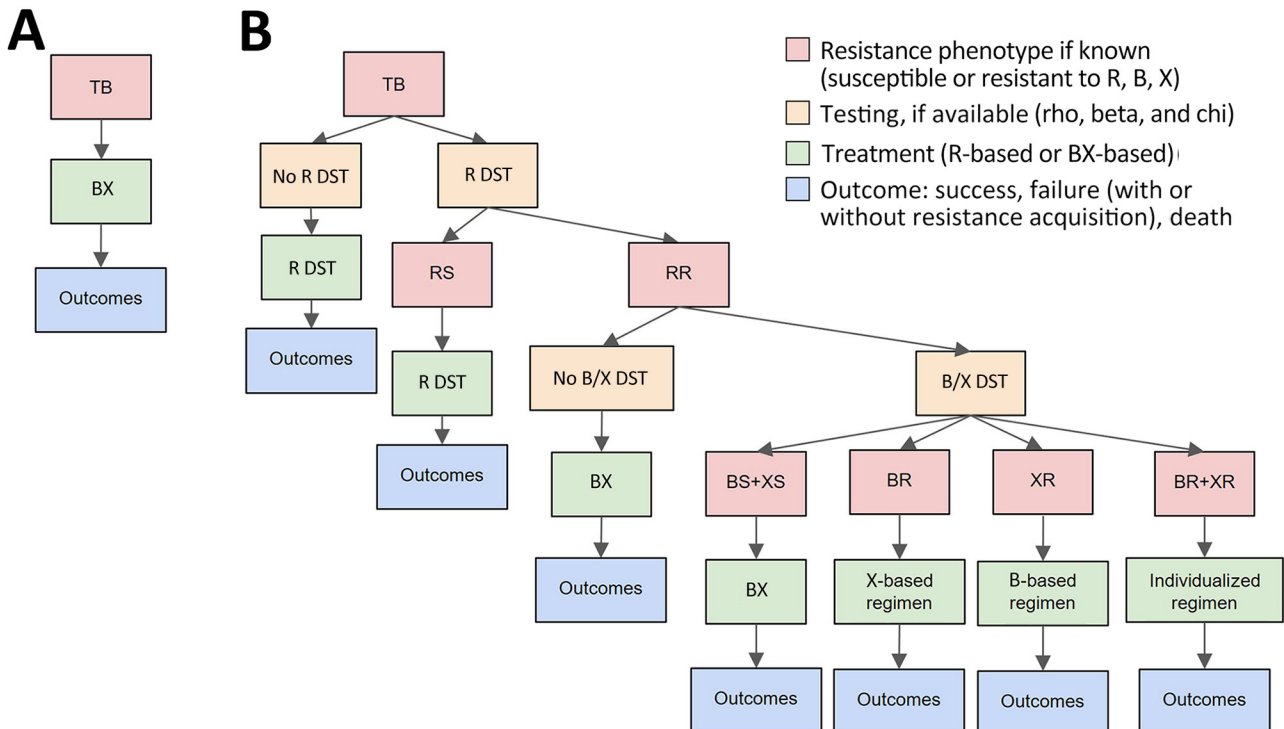 A
B
TB
BX
Outcomes
TB
No R DST
R DST
R DST
RS
RR
Outcomes
R DST
No B/X DST
B/X DST
Outcomes
BX
BS+XS
BR
XR
BR+XR
Outcomes
BX
X-based
regimen
B-based
regimen
Individualized
regimen
Outcomes
Outcomes
Outcomes
Outcomes
Resistance phenotype if known
(susceptible or resistant to R, B, X)
Testing, if available (rho, beta, and chi)
Treatment (R-based or BX-based)
Outcome: success, failure (with or
without resistance acquisition), death